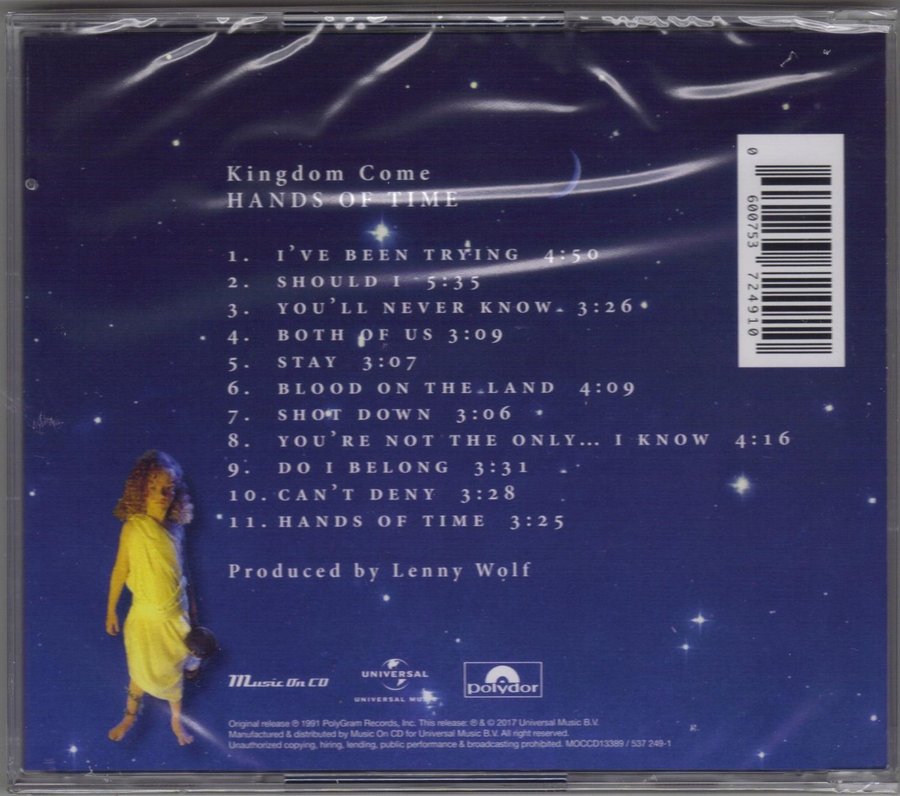 Kingdom Come
HANDS OF TIME
1. I'VE BEEN TRYING 4:50
2. SHOULD I 5:35
3. YOU'LL NEVER KNOW 3:26
4. BOTH OF US 3:09
5. STAY 3:07
6. BLOOD ON THE LAND 4:09
7. SHOT DOWN 3:06
8. YOU'RE NOT THE ONLY... I KNOW 4:16
9. DO I BELONG 3:31
10. CAN'T DENY 3:28
11. HANDS OF TIME 3:25
Produced by Lenny Wolf
0 600753 724910
Music On CD
UNIVERSAL
UNIVERSAL MUSIC
polydor
Original release ℗ 1991 PolyGram Records, Inc. This release: ℗ & © 2017 Universal Music B.V.
Manufactured & distributed by Music On CD for Universal Music B.V. All right reserved.
Unauthorized copying, hiring, lending, public performance & broadcasting prohibited. MOCCD13389 / 537 249-1